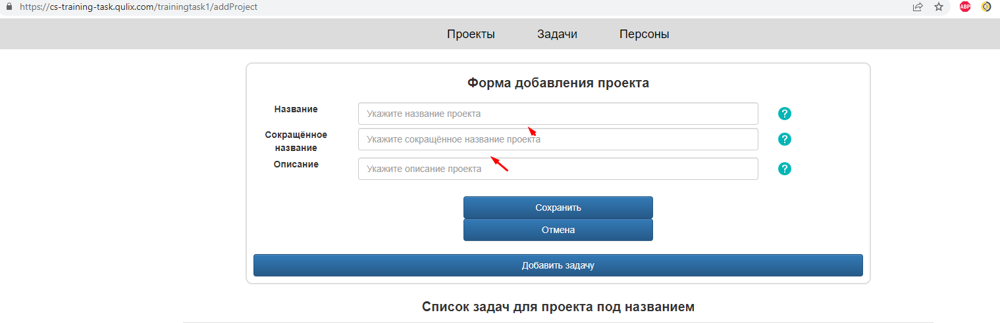 https://cs-training-task.qulix.com/trainingtask1/addProject
ABP
Проекты Задачи Персоны
Форма добавления проекта
Название Укажите название проекта ?
Сокращённое
название Укажите сокращённое название проекта ?
Описание Укажите описание проекта ?
Сохранить
Отмена
Добавить задачу
Список задач для проекта под названием